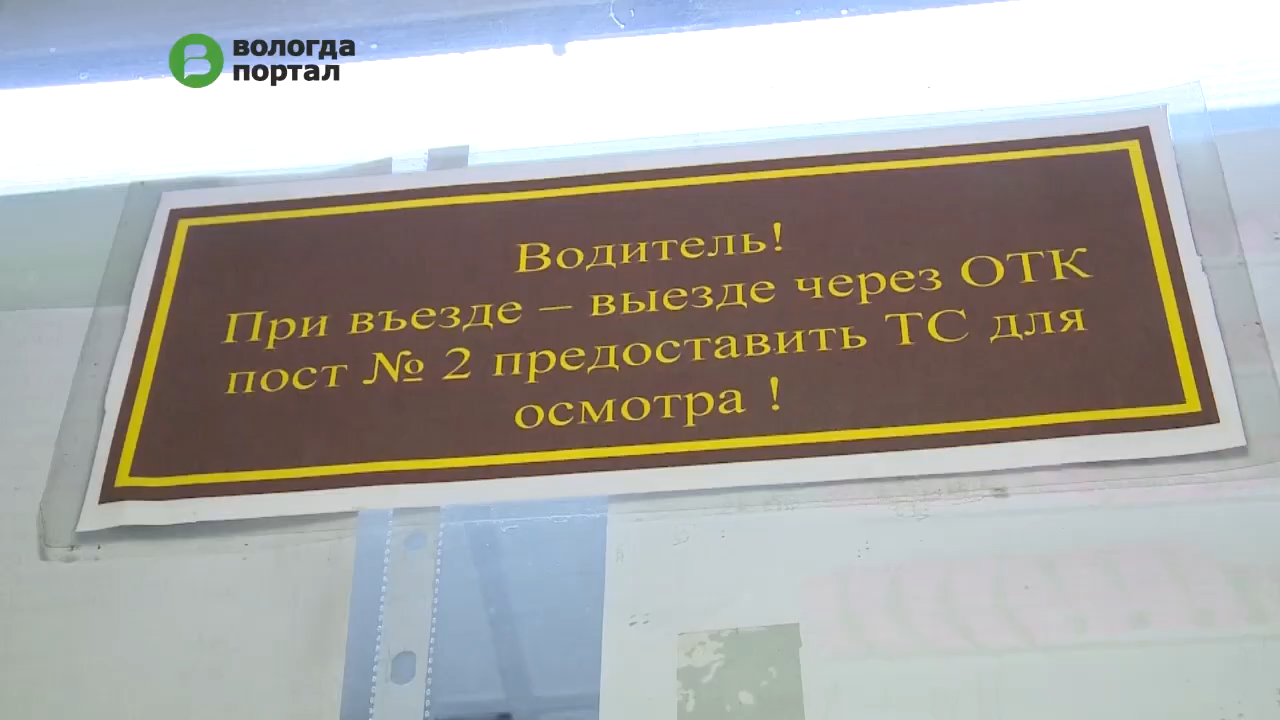 вологда
портал
Водитель!
При въезде – выезде через ОТК
пост № 2 предоставить ТС для
осмотра !